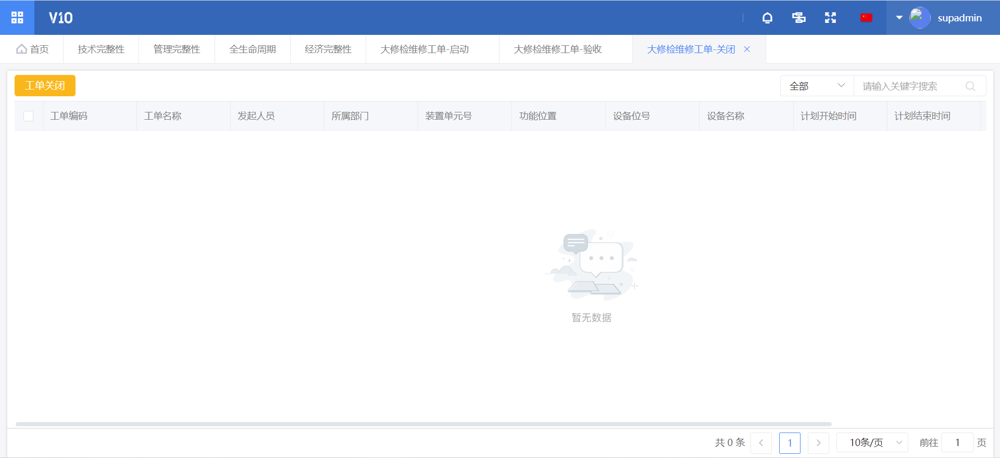 V10
supadmin
首页
技术完整性
管理完整性
全生命周期
经济完整性
大修检维修工单-启动
大修检维修工单-验收
大修检维修工单-关闭
工单关闭
全部
请输入关键字搜索
工单编码
工单名称
发起人员
所属部门
装置单元号
功能位置
设备位号
设备名称
计划开始时间
计划结束时间
暂无数据
共 0 条
1
10条/页
前往
1
页